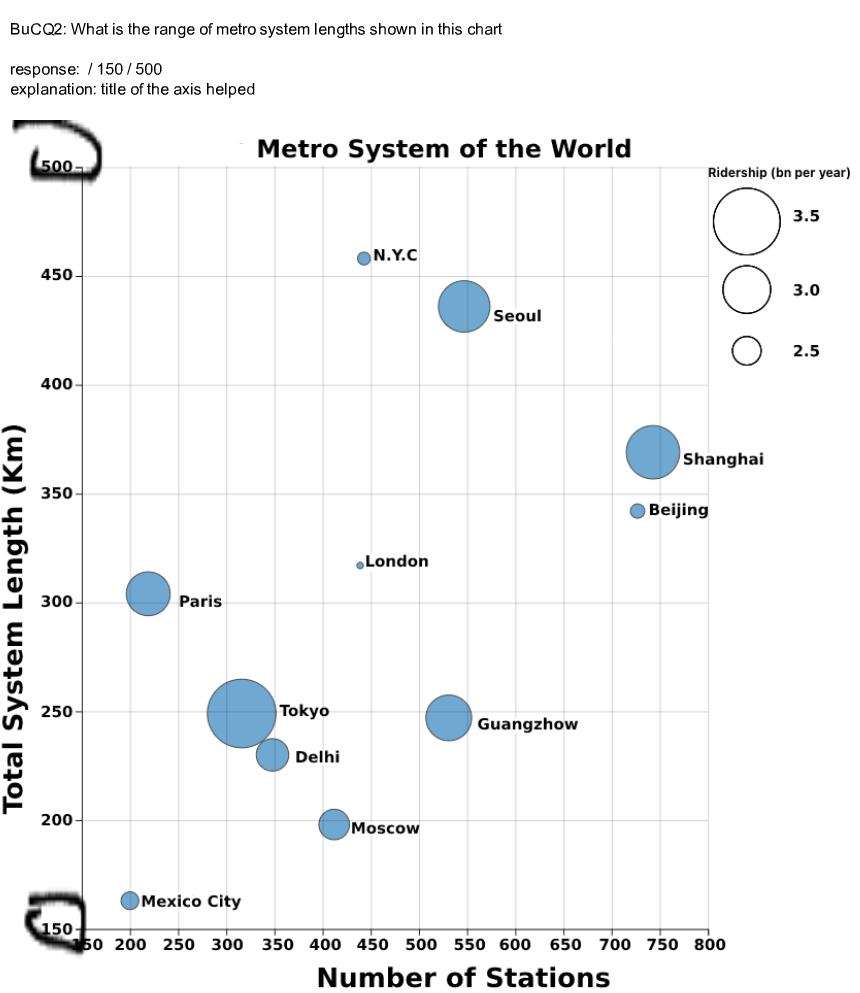 BuCQ2: What is the range of metro system lengths shown in this chart
response:  / 150 / 500
explanation: title of the axis helped
Metro System of the World
Ridership (bn per year)
3.5
3.0
2.5
Total System Length (Km)
500
450
400
350
300
250
200
150
N.Y.C
Seoul
Shanghai
Beijing
London
Paris
Tokyo
Guangzhow
Delhi
Moscow
Mexico City
150 200 250 300 350 400 450 500 550 600 650 700 750 800
Number of Stations